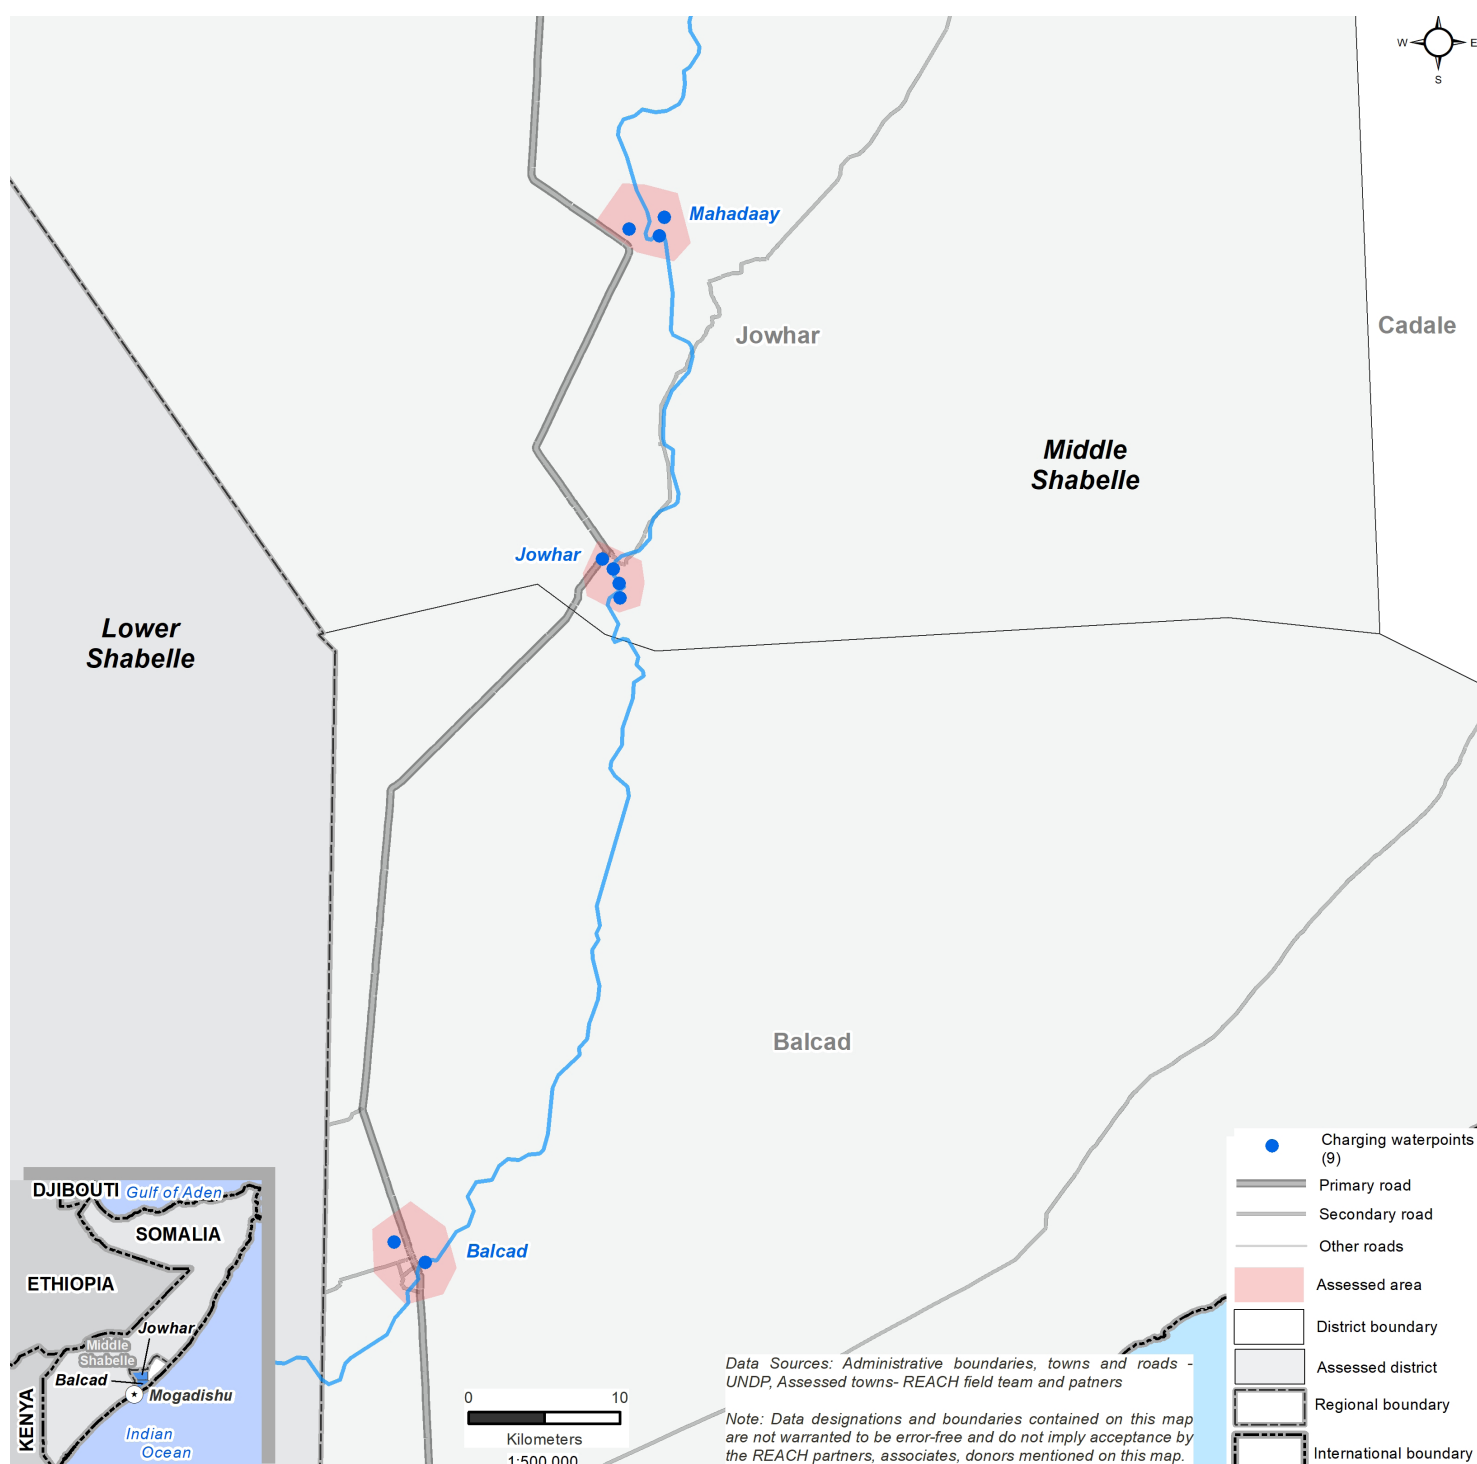 W
E
S
Mahadaay
Jowhar
Cadale
Middle
Shabelle
Jowhar
Lower
Shabelle
Balcad
Balcad
Charging waterpoints
(9)
Primary road
Secondary road
Other roads
Assessed area
District boundary
Assessed district
Regional boundary
International boundary
DJIBOUTI
Gulf of Aden
SOMALIA
ETHIOPIA
Jowhar
Middle
Shabelle
Balcad
Mogadishu
KENYA
Indian
Ocean
0 10
Kilometers
1:500,000
Data Sources: Administrative boundaries, towns and roads -
UNDP, Assessed towns- REACH field team and patners
Note: Data designations and boundaries contained on this map
are not warranted to be error-free and do not imply acceptance by
the REACH partners, associates, donors mentioned on this map.